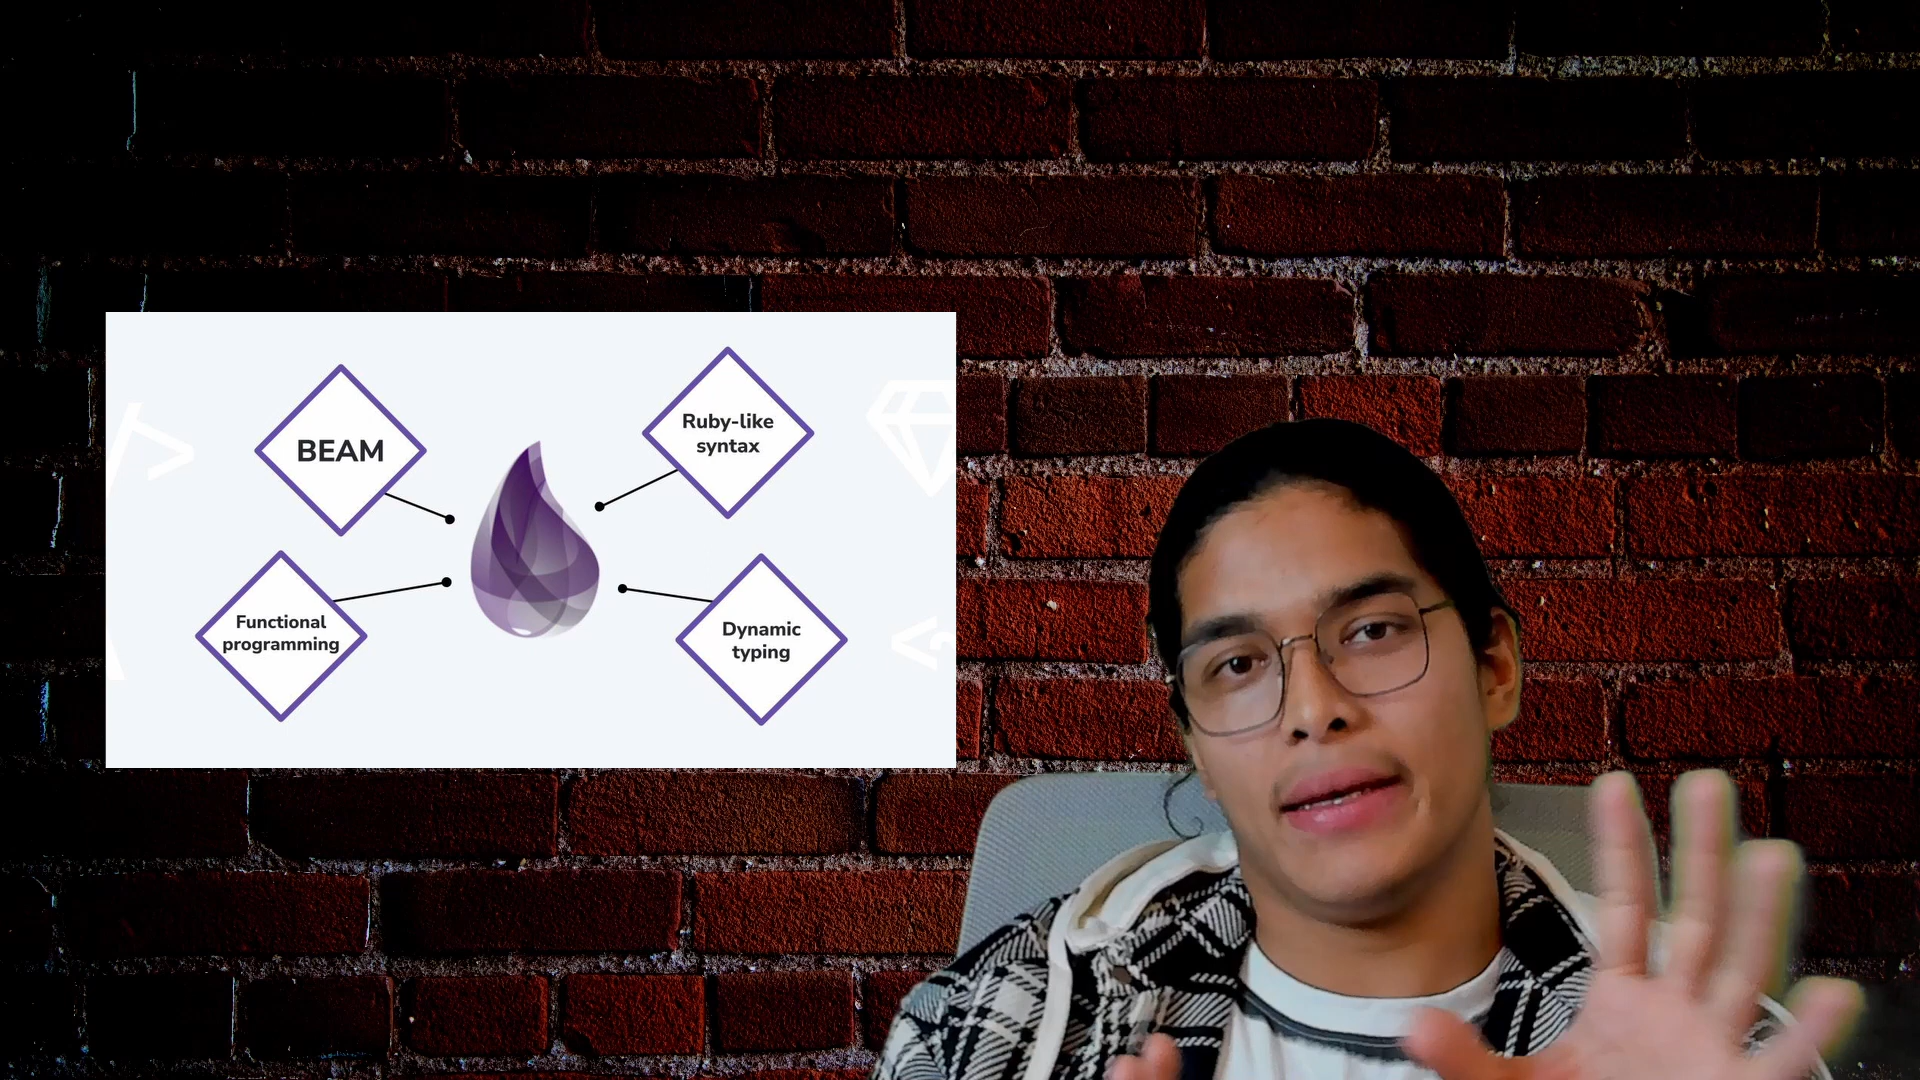 BEAM
Ruby-like
syntax
Functional
programming
Dynamic
typing